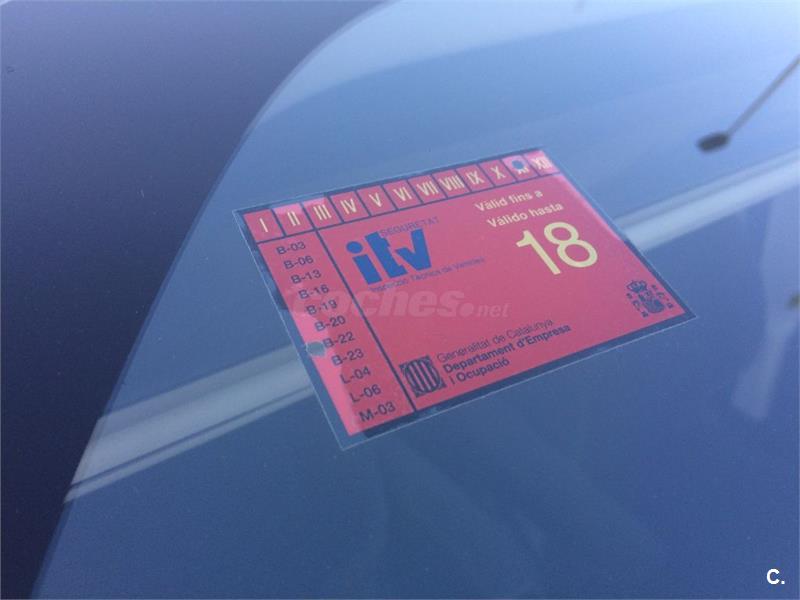 I II III IV V VI VII VIII IX X XI XII
B-03
B-06
B-13
B-16
B-19
B-20
B-22
B-23
L-04
L-06
M-03
SEGURETAT
itv
Inspecció Tècnica de Vehicles
Vàlid fins a
Válido hasta
18
coches.net
Generalitat de Catalunya
Departament d'Empresa
i Ocupació
C.